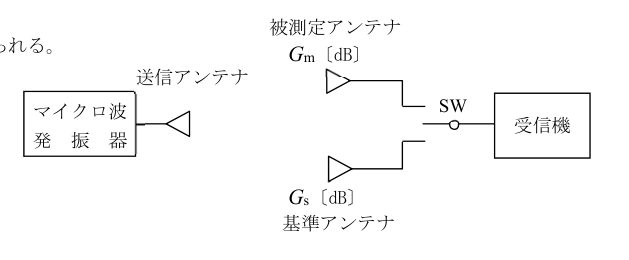 られる。
被測定アンテナ
Gm〔dB〕
送信アンテナ
マイクロ波
発 振 器
SW
受信機
Gs〔dB〕
基準アンテナ